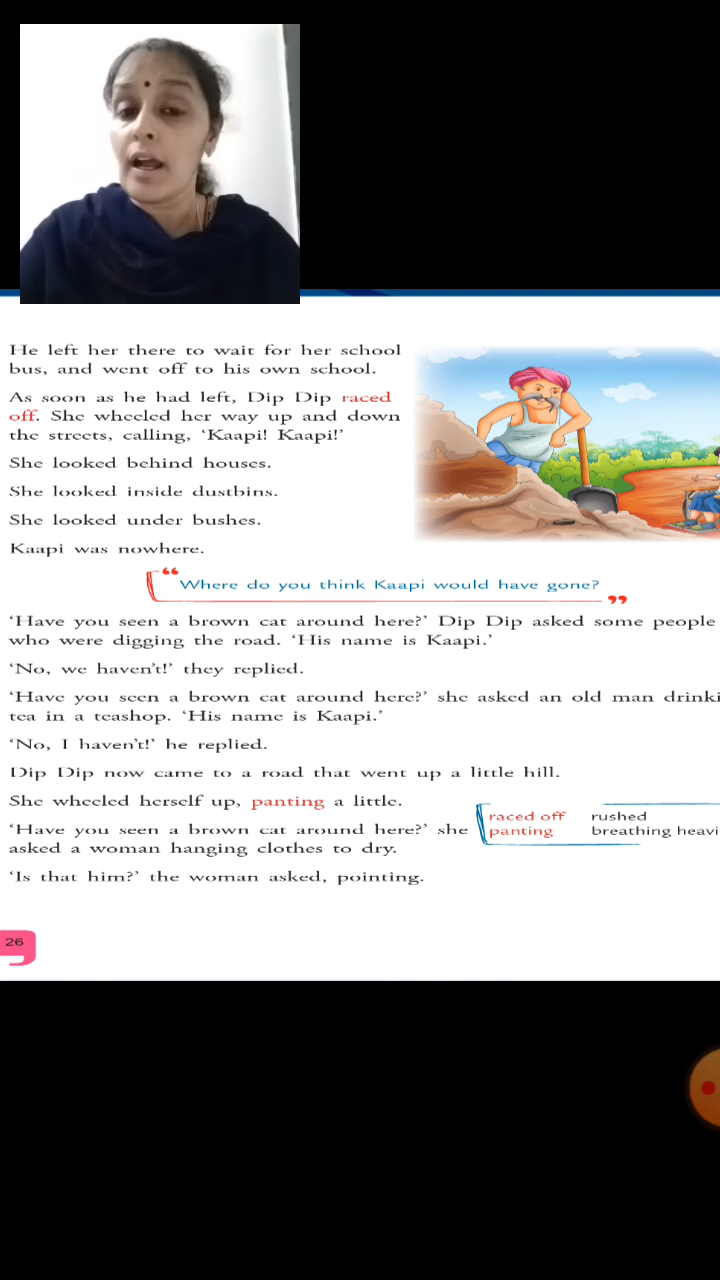 He left her there to wait for her school
bus, and went off to his own school.
As soon as he had left, Dip Dip raced
off. She wheeled her way up and down
the streets, calling, ‘Kaapi! Kaapi!’
She looked behind houses.
She looked inside dustbins.
She looked under bushes.
Kaapi was nowhere.
“Where do you think Kaapi would have gone?”
‘Have you seen a brown cat around here?’ Dip Dip asked some people
who were digging the road. ‘His name is Kaapi.’
‘No, we haven’t!’ they replied.
‘Have you seen a brown cat around here?’ she asked an old man drinki
tea in a teashop. ‘His name is Kaapi.’
‘No, I haven’t!’ he replied.
Dip Dip now came to a road that went up a little hill.
She wheeled herself up, panting a little.
‘Have you seen a brown cat around here?’ she
asked a woman hanging clothes to dry.
raced off rushed
panting breathing heavi
‘Is that him?’ the woman asked, pointing.
26